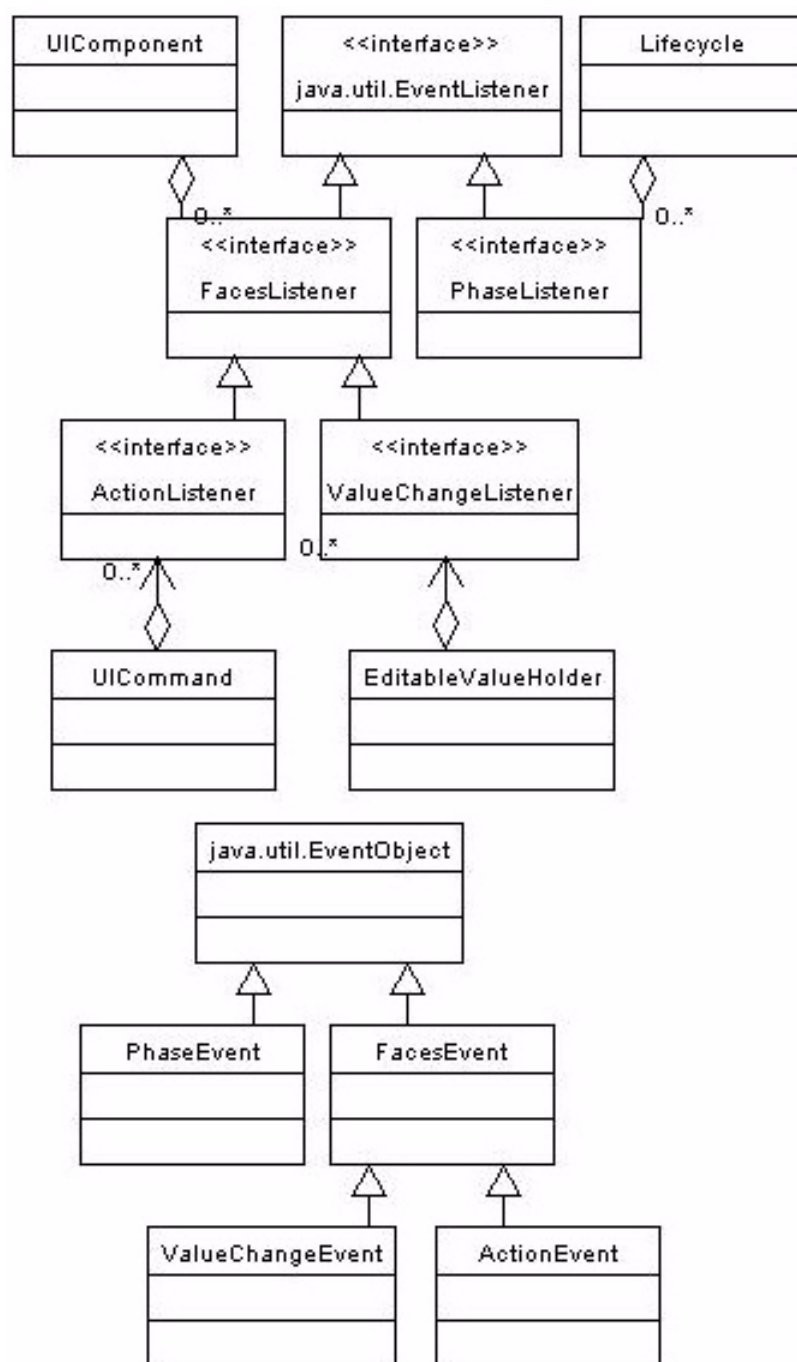 UIComponent
<<interface>>
java.util.EventListener
Lifecycle
0..*
0..*
<<interface>>
FacesListener
<<interface>>
PhaseListener
<<interface>>
ActionListener
<<interface>>
ValueChangeListener
0..*
0..*
UICommand
EditableValueHolder
java.util.EventObject
PhaseEvent
FacesEvent
ValueChangeEvent
ActionEvent